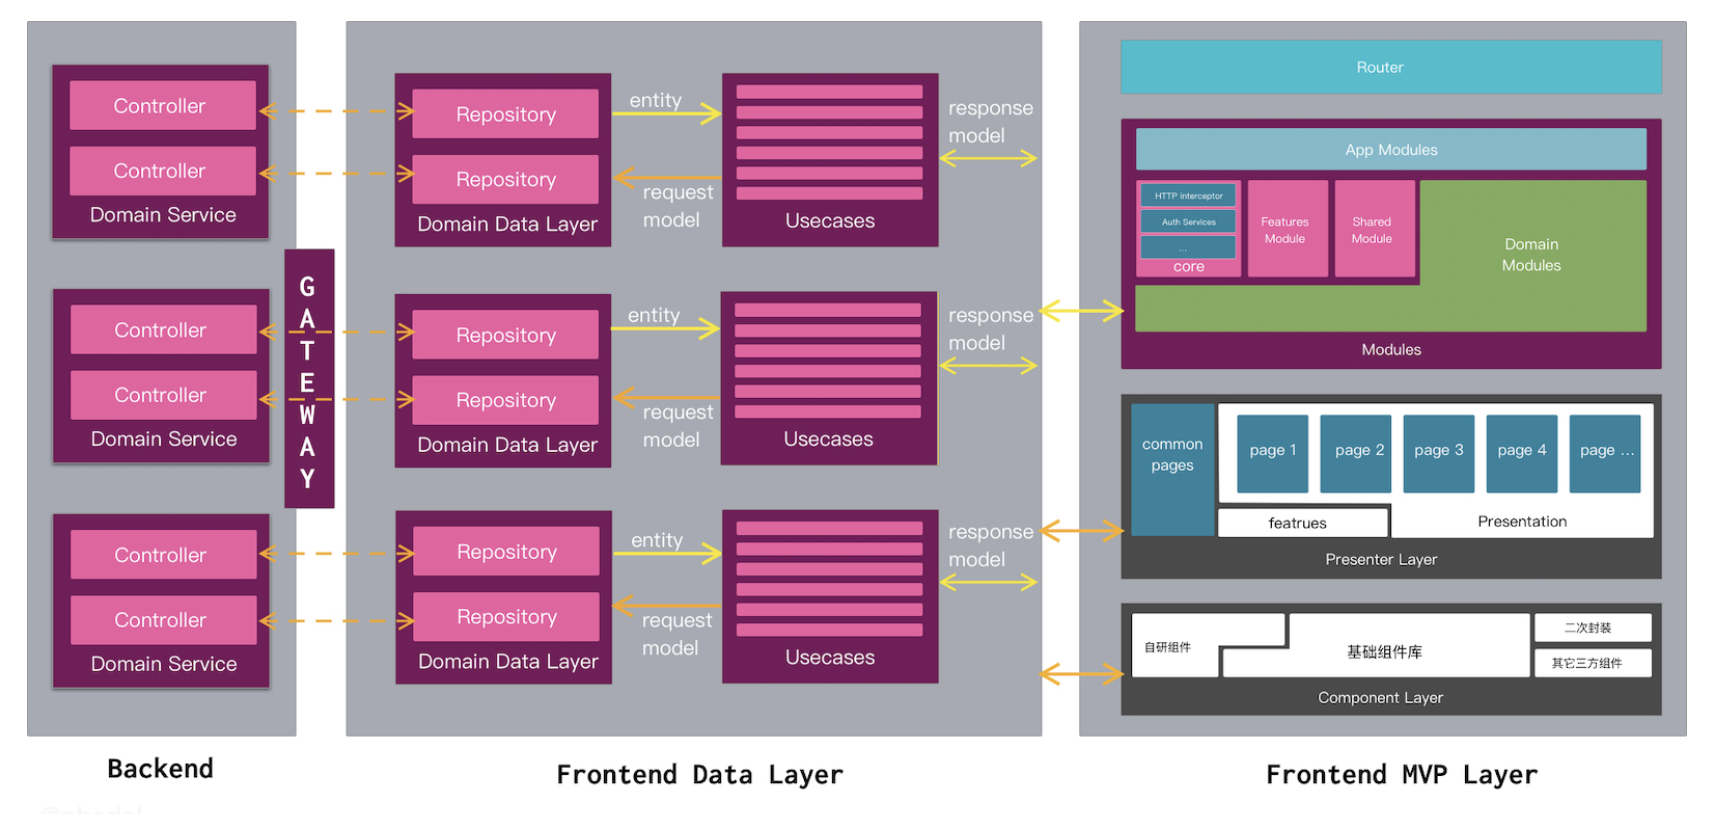 Controller
Controller
Domain Service
Controller
Controller
Domain Service
Controller
Controller
Domain Service
Backend
GATEWAY
Repository
Repository
Domain Data Layer
entity
request
model
Usecases
response
model
Repository
Repository
Domain Data Layer
entity
request
model
Usecases
response
model
Repository
Repository
Domain Data Layer
entity
request
model
Usecases
response
model
Frontend Data Layer
Router
App Modules
HTTP interceptor
Auth Services
...
core
Features
Module
Shared
Module
Domain
Modules
Modules
common
pages
page 1
page 2
page 3
page 4
page ...
featrues
Presentation
Presenter Layer
自研组件
基础组件库
二次封装
其它三方组件
Component Layer
Frontend MVP Layer